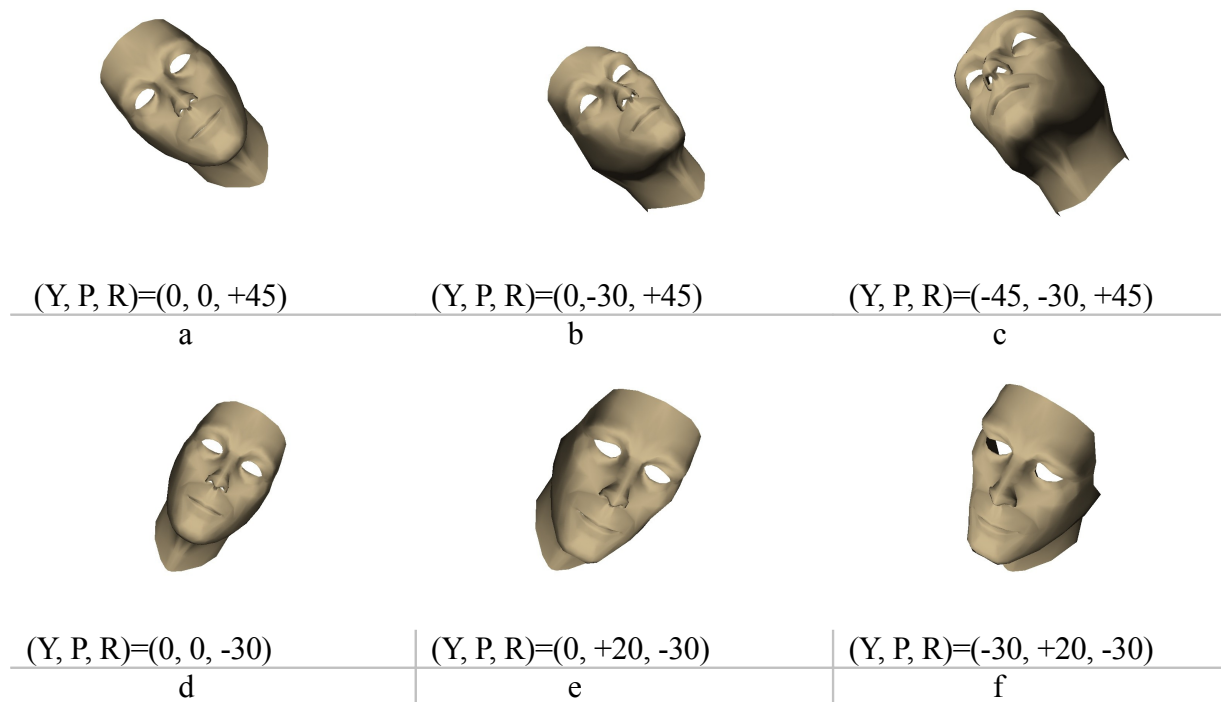 (Y, P, R)=(0, 0, +45)
(Y, P, R)=(0,-30, +45)
(Y, P, R)=(-45, -30, +45)
a
b
c
(Y, P, R)=(0, 0, -30)
(Y, P, R)=(0, +20, -30)
(Y, P, R)=(-30, +20, -30)
d
e
f